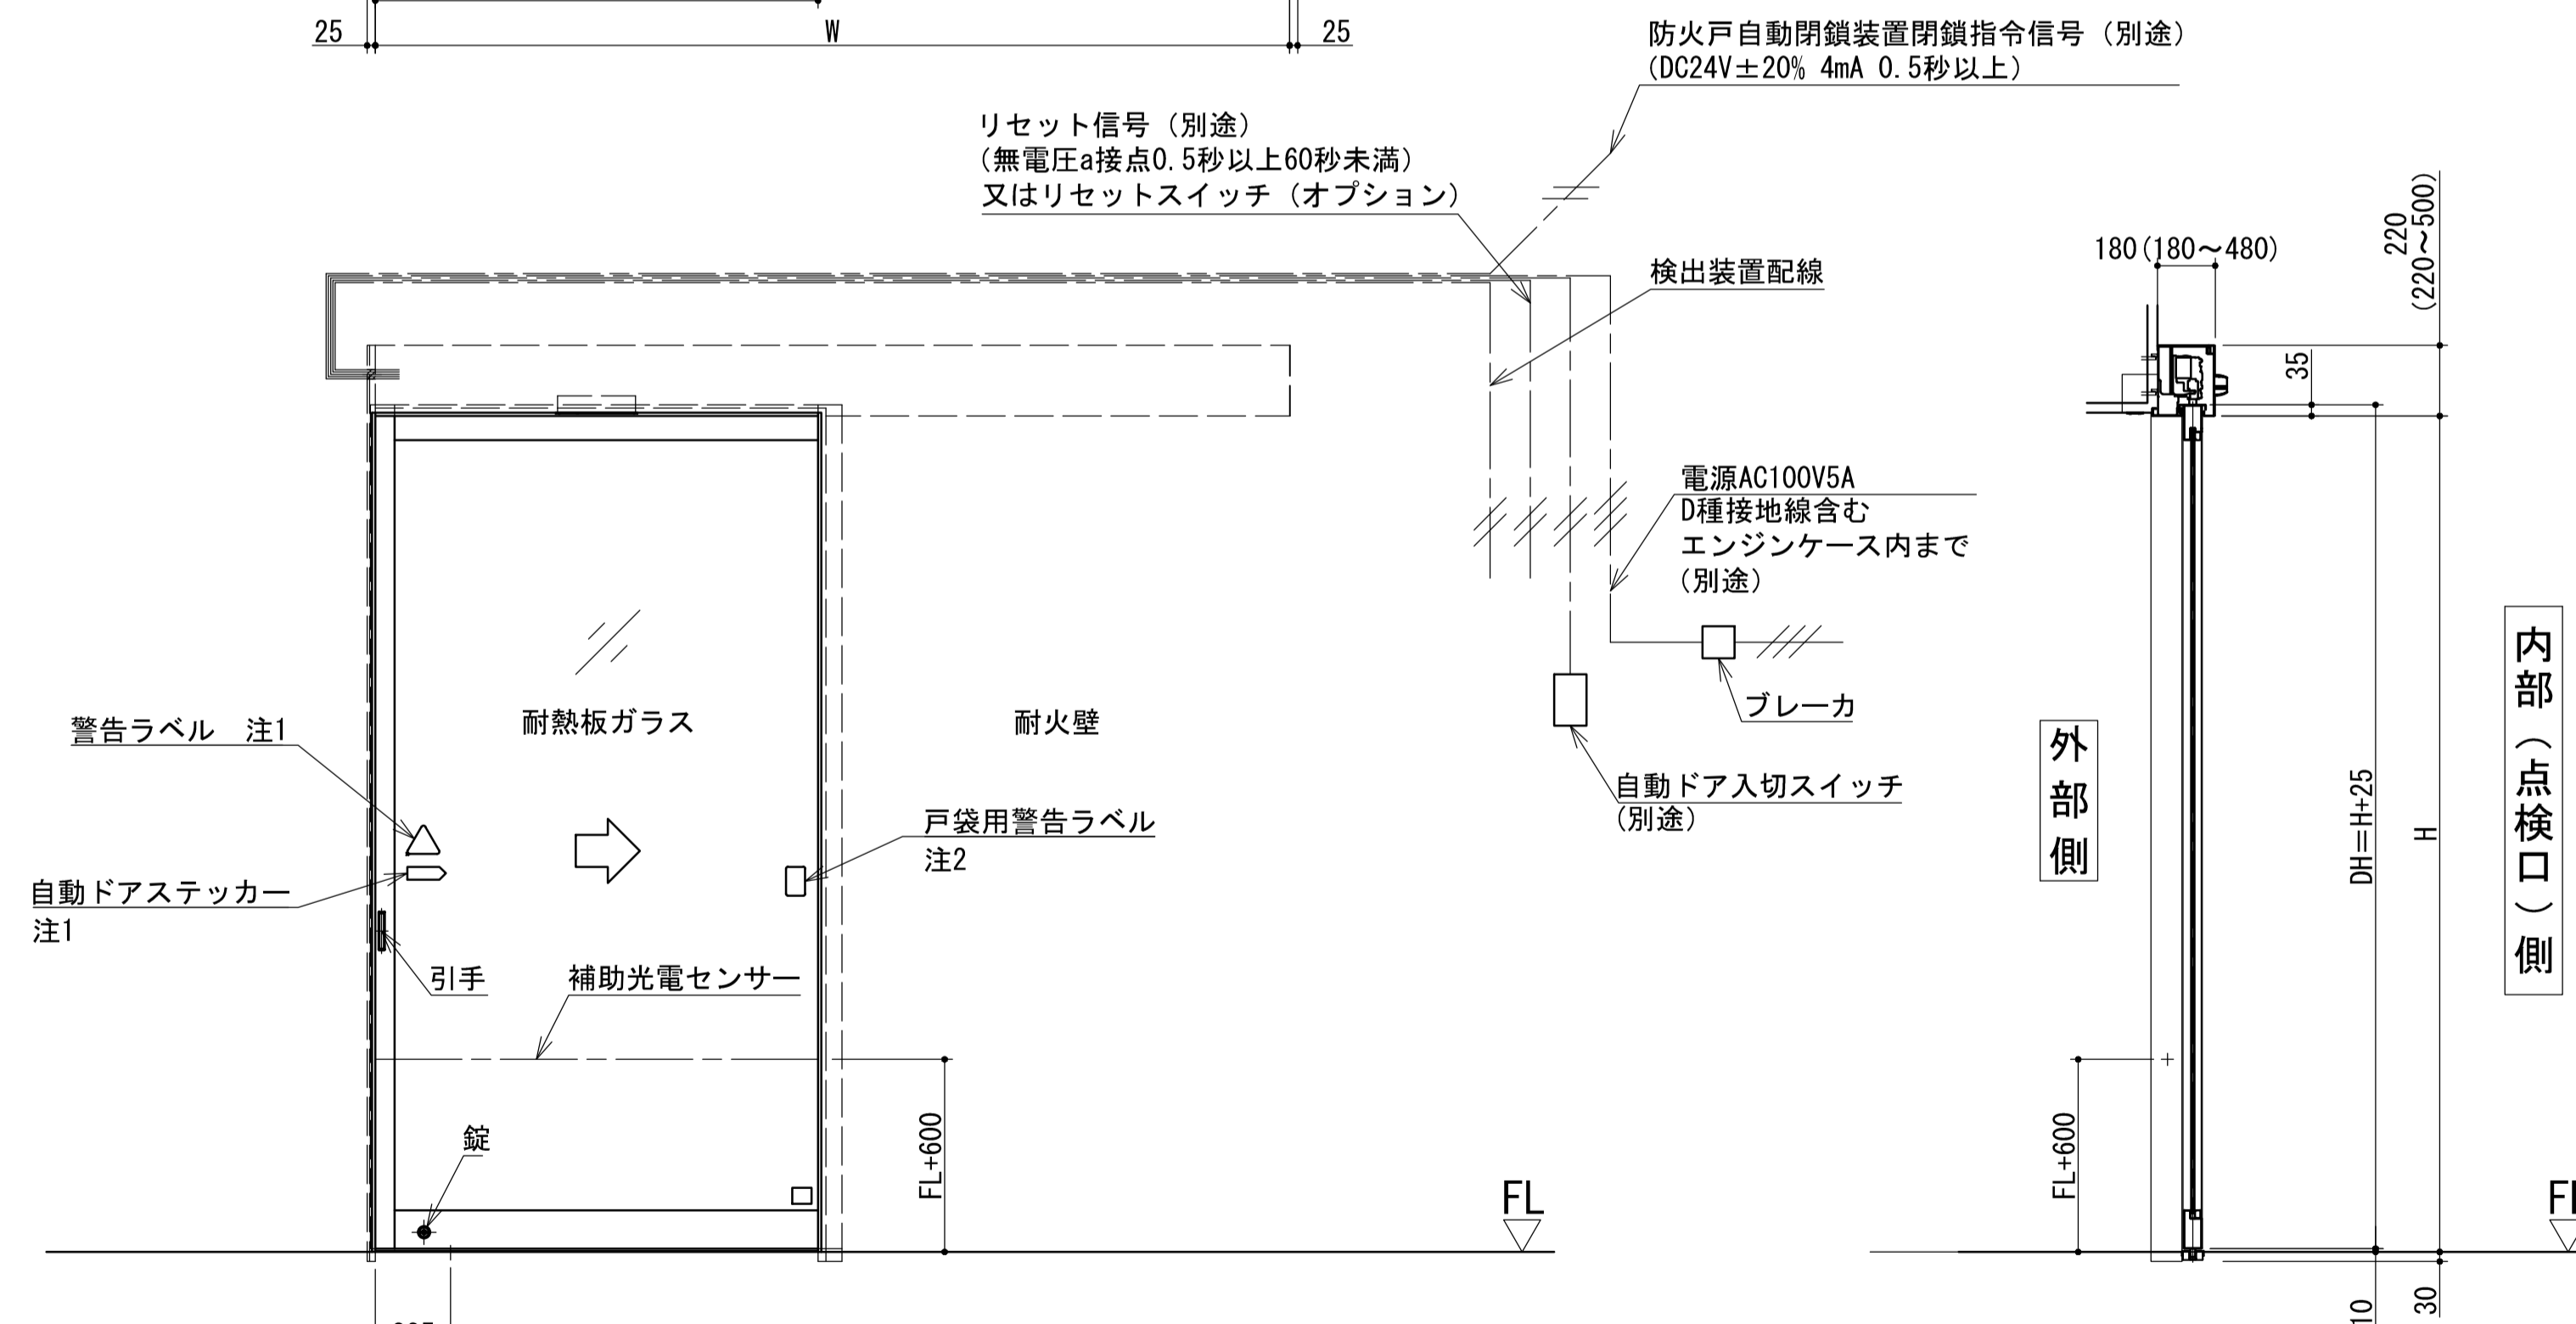 25
W
25
防火戸自動閉鎖装置閉鎖指令信号（別途）
(DC24V±20% 4mA 0.5秒以上)
リセット信号（別途）
(無電圧a接点0.5秒以上60秒未満)
又はリセットスイッチ（オプション）
検出装置配線
180(180～480)
220
(220～500)
35
電源AC100V5A
D種接地線含む
エンジンケース内まで
(別途)
ブレーカ
自動ドア入切スイッチ
(別途)
警告ラベル　注1
耐熱板ガラス
耐火壁
戸袋用警告ラベル
注2
自動ドアステッカー
注1
引手
補助光電センサー
錠
FL+600
FL
外部側
FL+600
DH=H+25
H
内部（点検口）側
10
30